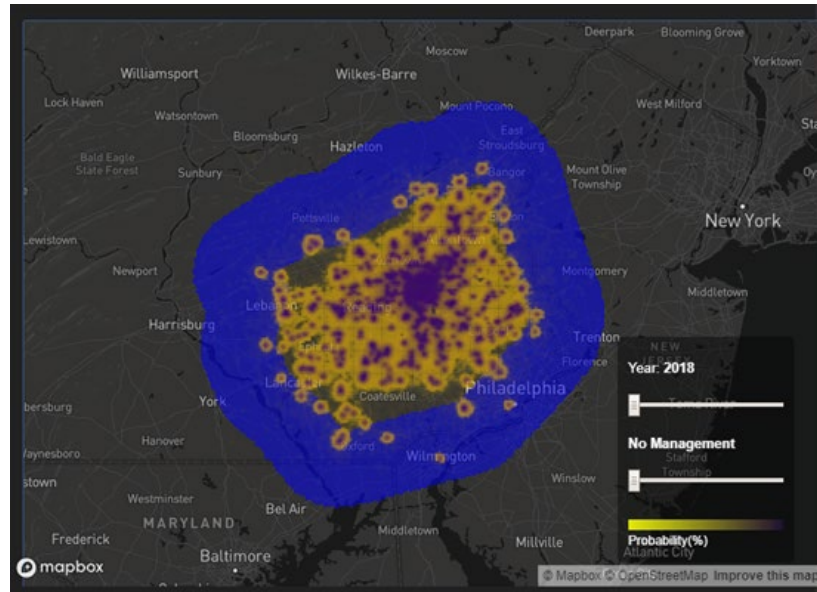 Deerpark
Blooming Grove
Moscow
Yorktown
Williamsport
Wilkes-Barre
Lock Haven
Watsontown
Mount Pocono
West Milford
Bloomsburg
East
Stroudsburg
Hazleton
Bald Eagle
State Forest
Sunbury
Bangor
Mount Olive
Township
Pottsville
New York
Lewistown
Newport
Montgomery
Middletown
Lebanon
Harrisburg
Trenton
NEW
Florence
Lancaster
Philadelphia
Year: 2018
York
Coatesville
Hanover
No Management
Wilmington
Stafford
Township
Winslow
Westminster
Bel Air
MARYLAND
Middletown
Millville
Probability(%)
Frederick
Atlantic City
Baltimore
mapbox
© Mapbox © OpenStreetMap Improve this map